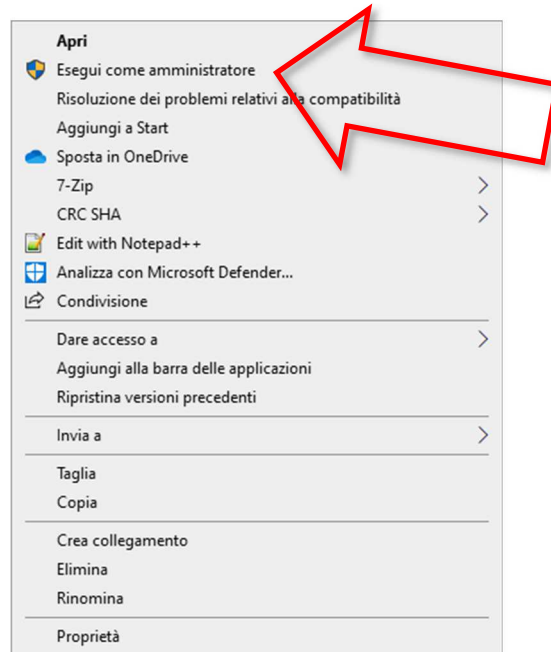 Apri
Esegui come amministratore
Risoluzione dei problemi relativi alla compatibilità
Aggiungi a Start
Sposta in OneDrive
7-Zip
CRC SHA
Edit with Notepad++
Analizza con Microsoft Defender...
Condivisione
Dare accesso a
Aggiungi alla barra delle applicazioni
Ripristina versioni precedenti
Invia a
Taglia
Copia
Crea collegamento
Elimina
Rinomina
Proprietà